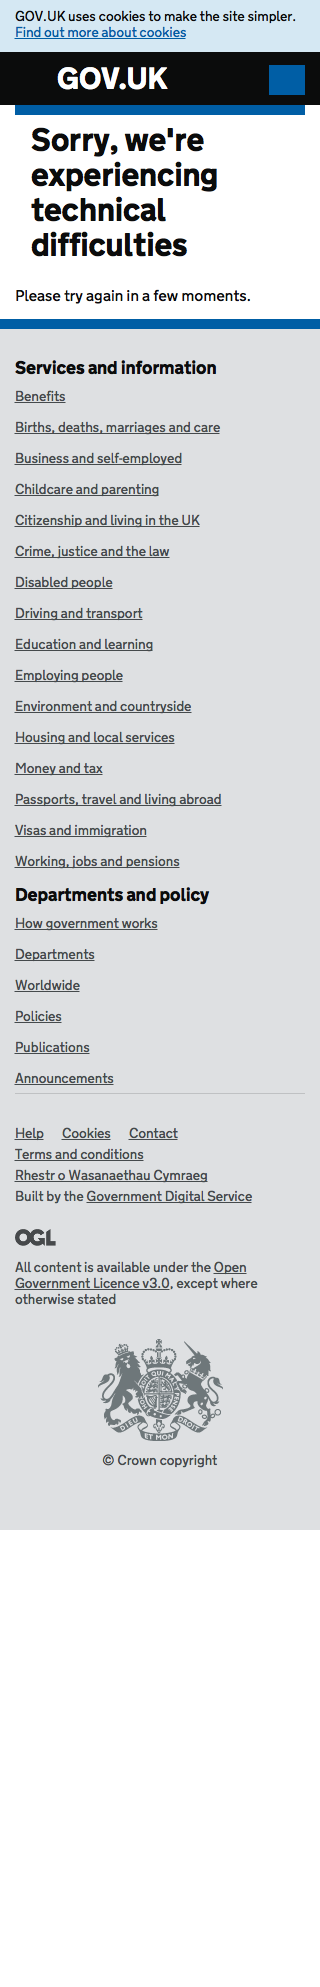 GOV.UK uses cookies to make the site simpler.
Find out more about cookies
GOV.UK
Sorry, we're
experiencing
technical
difficulties
Please try again in a few moments.
Services and information
Benefits
Births, deaths, marriages and care
Business and self-employed
Childcare and parenting
Citizenship and living in the UK
Crime, justice and the law
Disabled people
Driving and transport
Education and learning
Employing people
Environment and countryside
Housing and local services
Money and tax
Passports, travel and living abroad
Visas and immigration
Working, jobs and pensions
Departments and policy
How government works
Departments
Worldwide
Policies
Publications
Announcements
Help Cookies Contact
Terms and conditions
Rhestr o Wasanaethau Cymraeg
Built by the Government Digital Service
OGL
All content is available under the Open
Government Licence v3.0, except where
otherwise stated
DIEU ET MON DROIT
© Crown copyright